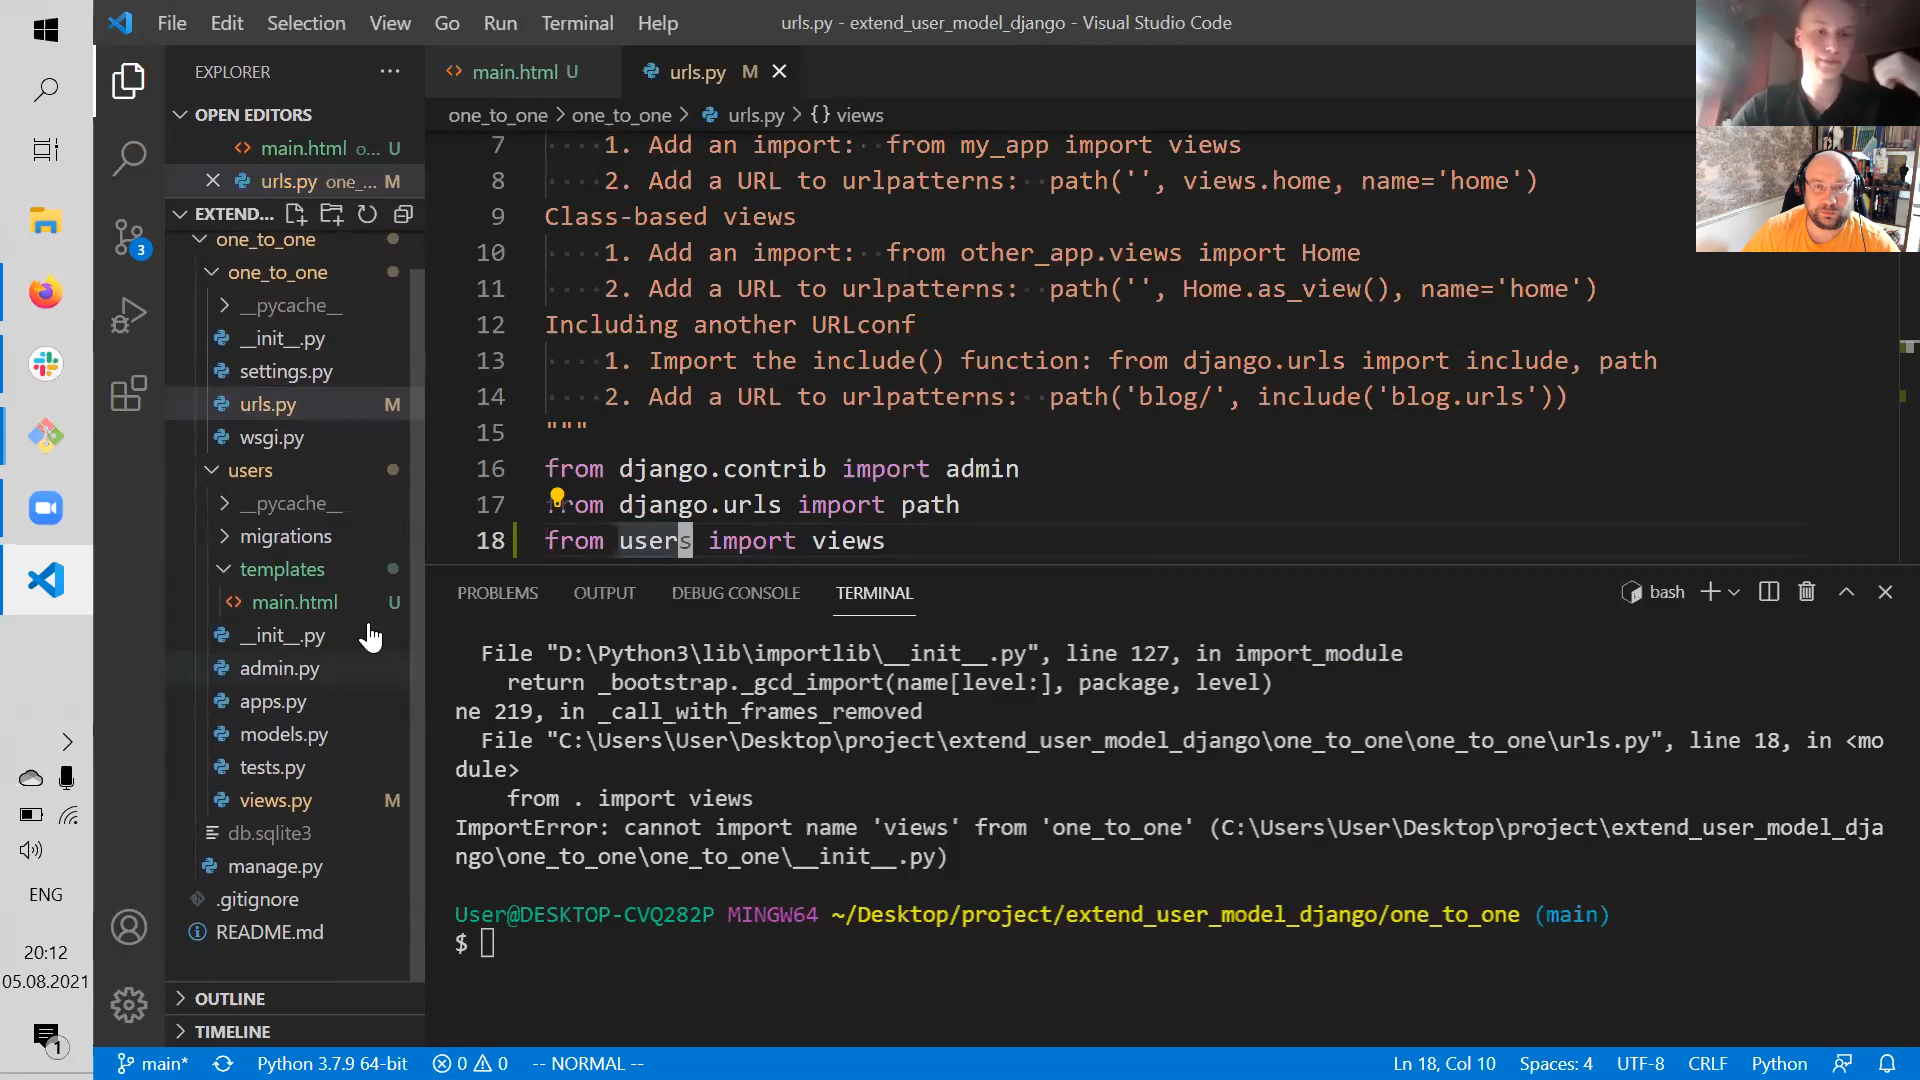 File Edit Selection View Go Run Terminal Help
urls.py - extend_user_model_django - Visual Studio Code
EXPLORER
OPEN EDITORS
main.html o... U
urls.py one_... M
EXTEND...
one_to_one
one_to_one
__pycache__
__init__.py
settings.py
urls.py M
wsgi.py
users
__pycache__
migrations
templates
main.html U
__init__.py
admin.py
apps.py
models.py
tests.py
views.py M
db.sqlite3
manage.py
.gitignore
README.md
OUTLINE
TIMELINE
3
main.html U
urls.py M
one_to_one > one_to_one > urls.py > {} views
7 1. Add an import: from my_app import views
8 2. Add a URL to urlpatterns: path('', views.home, name='home')
9 Class-based views
10 1. Add an import: from other_app.views import Home
11 2. Add a URL to urlpatterns: path('', Home.as_view(), name='home')
12 Including another URLconf
13 1. Import the include() function: from django.urls import include, path
14 2. Add a URL to urlpatterns: path('blog/', include('blog.urls'))
15 """
16 from django.contrib import admin
17 from django.urls import path
18 from users import views
PROBLEMS OUTPUT DEBUG CONSOLE TERMINAL
bash
File "D:\Python3\lib\importlib\__init__.py", line 127, in import_module
return _bootstrap._gcd_import(name[level:], package, level)
ne 219, in _call_with_frames_removed
File "C:\Users\User\Desktop\project\extend_user_model_django\one_to_one\one_to_one\urls.py", line 18, in <mo
dule>
from . import views
ImportError: cannot import name 'views' from 'one_to_one' (C:\Users\User\Desktop\project\extend_user_model_dja
ngo\one_to_one\one_to_one\__init__.py)
User@DESKTOP-CVQ282P MINGW64 ~/Desktop/project/extend_user_model_django/one_to_one (main)
$
ENG
20:12
05.08.2021
1
main* Python 3.7.9 64-bit 0 0 -- NORMAL --
Ln 18, Col 10 Spaces: 4 UTF-8 CRLF Python